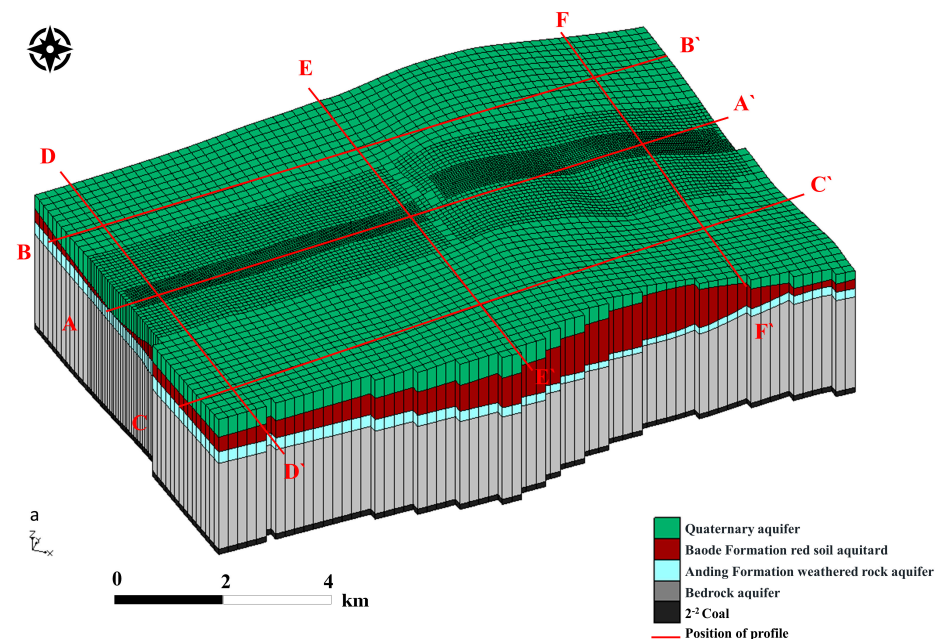 F
B`
E
A`
D
C`
B
A
F`
E`
C
D`
a
Z
Y
X
0 2 4
km
Quaternary aquifer
Baode Formation red soil aquitard
Anding Formation weathered rock aquifer
Bedrock aquifer
2⁻² Coal
Position of profile